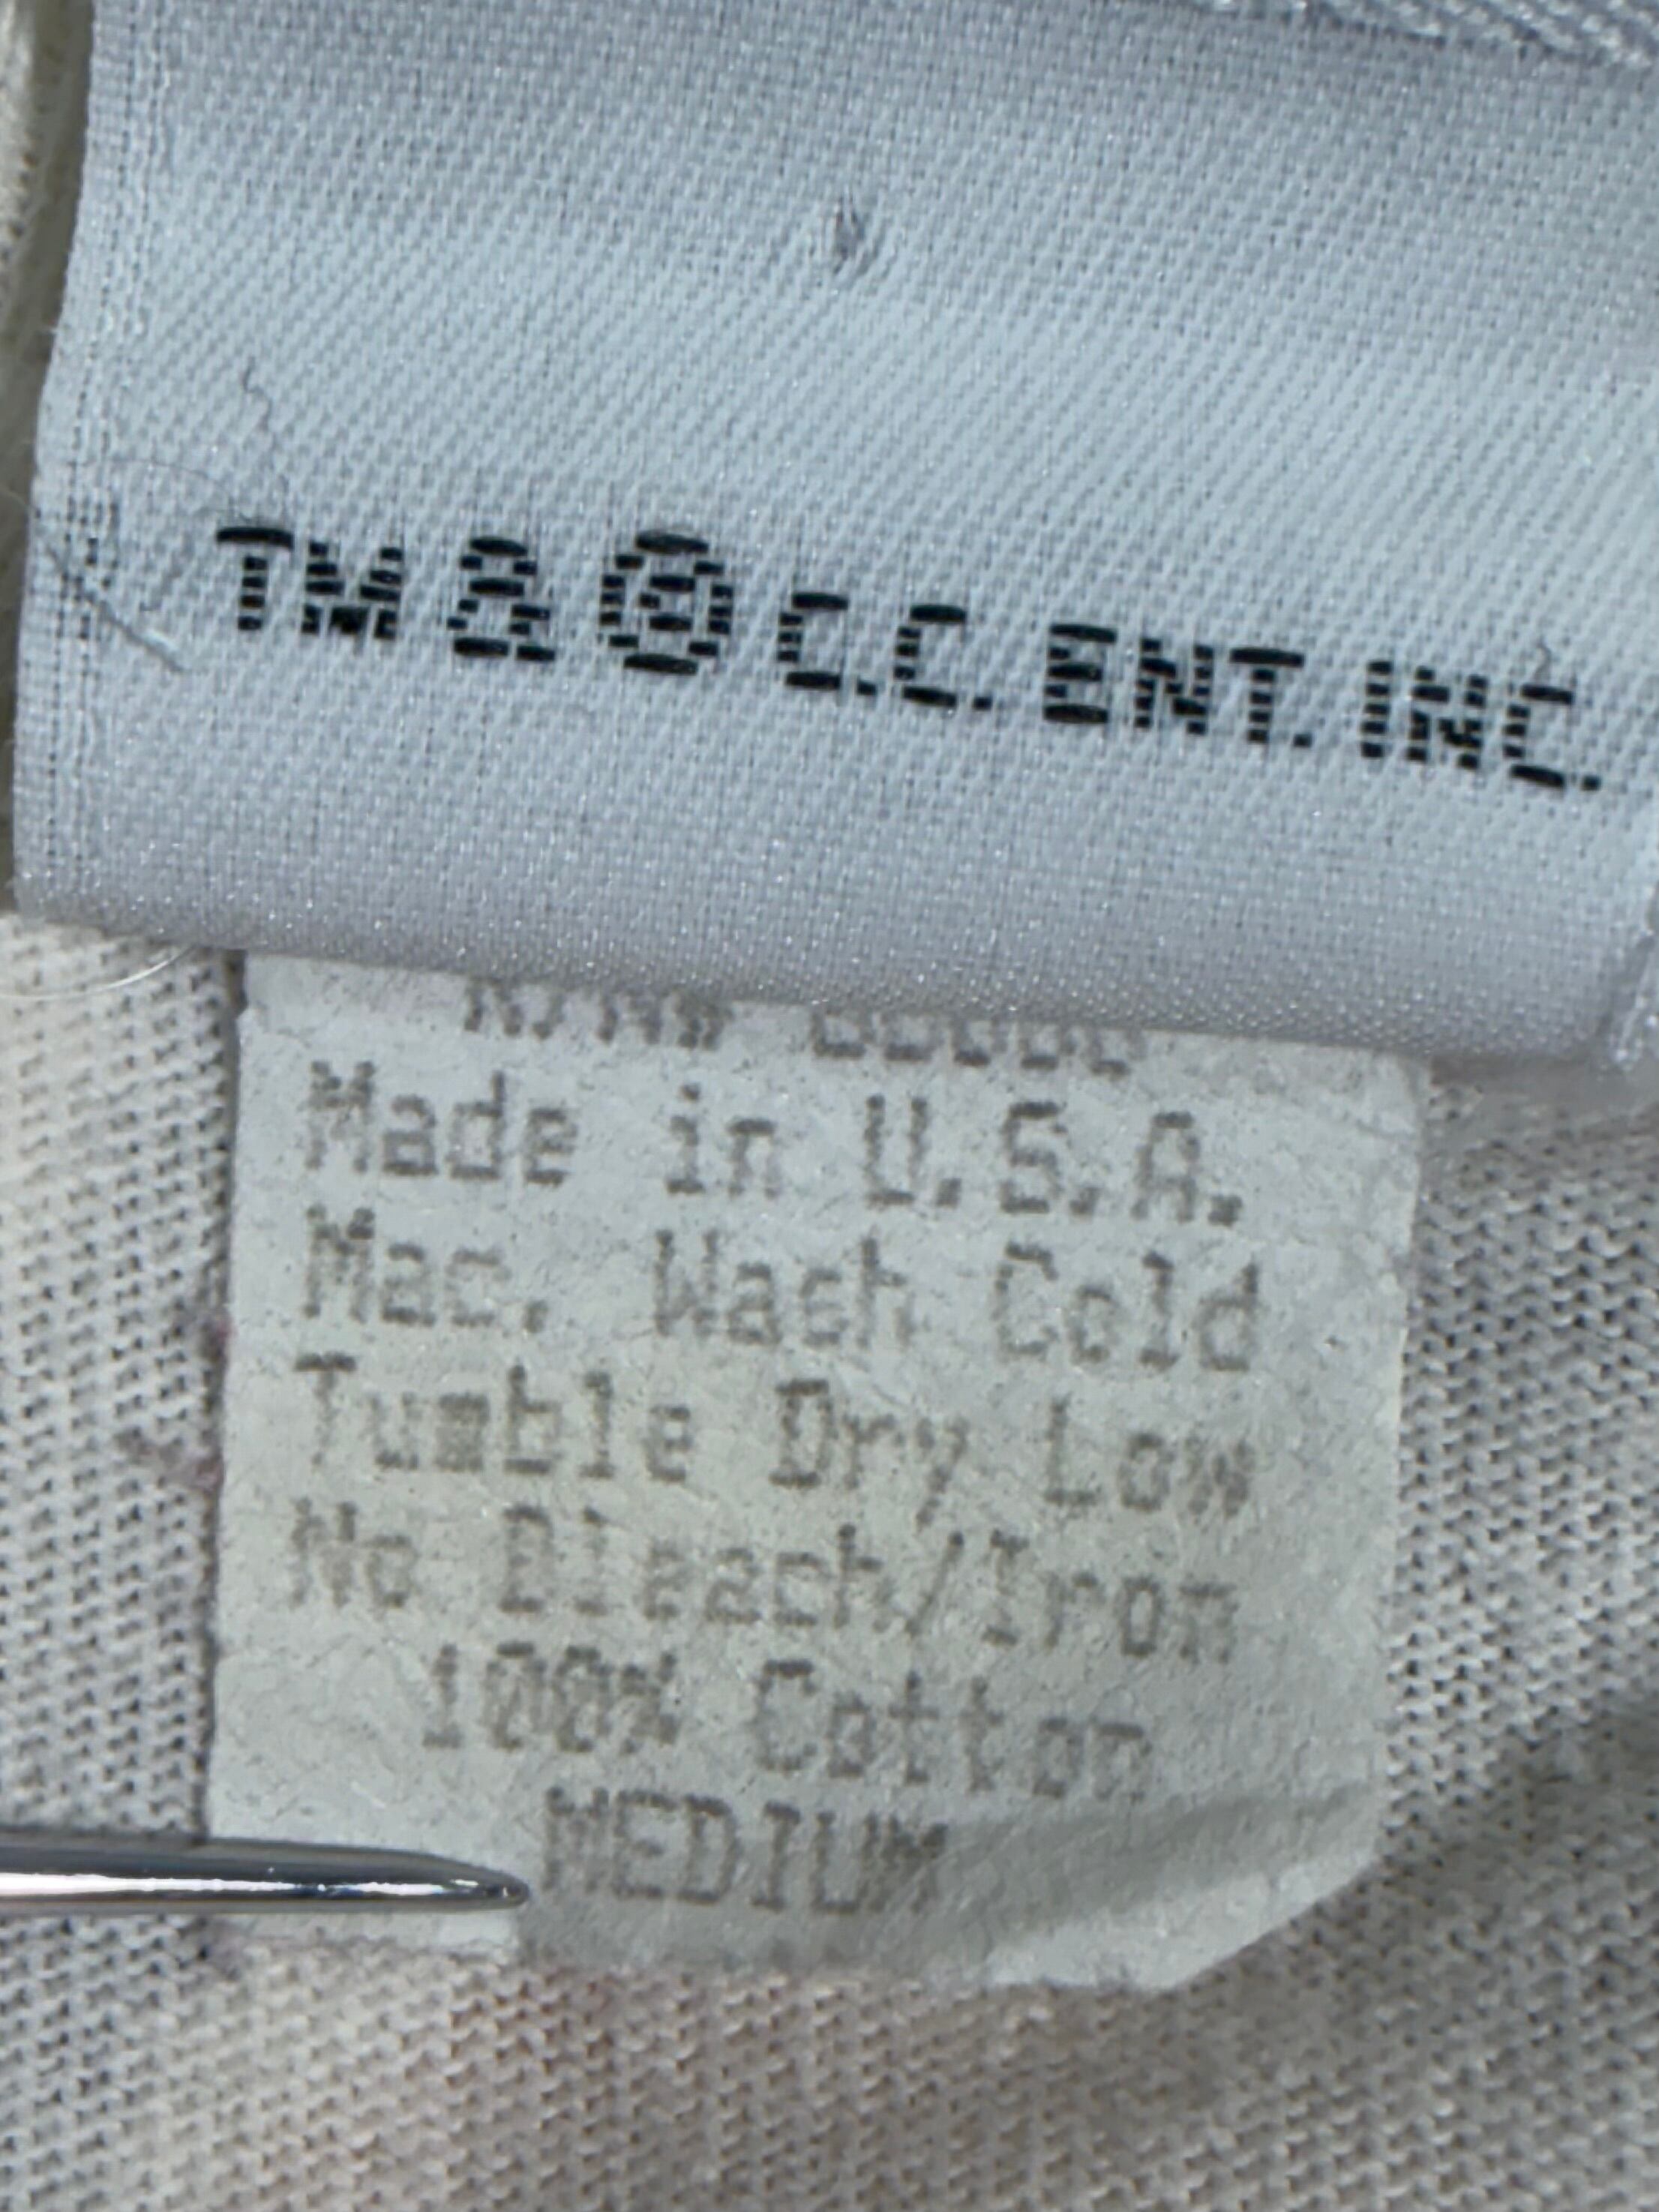 TM & © C.C. ENT. INC.
Made in U.S.A.
Mac. Wash Cold
Tumble Dry Low
No Bleach/Iron
100% Cotton
MEDIUM